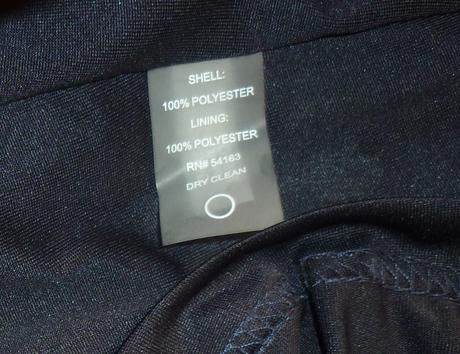 SHELL:
100% POLYESTER
LINING:
100% POLYESTER
RN# 54163
DRY CLEAN